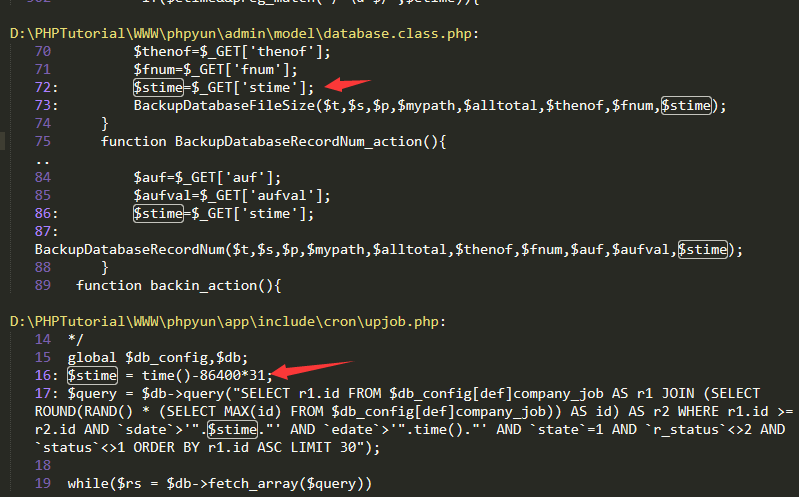 D:\PHPTutorial\WWW\phpyun\admin\model\database.class.php:
70 $thenof=$_GET['thenof'];
71 $fnum=$_GET['fnum'];
72: $stime=$_GET['stime'];
73: BackupDatabaseFileSize($t,$s,$p,$mypath,$alltotal,$thenof,$fnum,$stime);
74 }
75 function BackupDatabaseRecordNum_action(){
..
84 $auf=$_GET['auf'];
85 $aufval=$_GET['aufval'];
86: $stime=$_GET['stime'];
87:
BackupDatabaseRecordNum($t,$s,$p,$mypath,$alltotal,$thenof,$fnum,$auf,$aufval,$stime);
88 }
89 function backin_action(){
D:\PHPTutorial\WWW\phpyun\app\include\cron\upjob.php:
14 */
15 global $db_config,$db;
16: $stime = time()-86400*31;
17: $query = $db->query("SELECT r1.id FROM $db_config[def]company_job AS r1 JOIN (SELECT
ROUND(RAND() * (SELECT MAX(id) FROM $db_config[def]company_job)) AS id) AS r2 WHERE r1.id >=
r2.id AND `sdate`>'".$stime."' AND `edate`>'".time()."' AND `state`=1 AND `r_status`<>2 AND
`status`<>1 ORDER BY r1.id ASC LIMIT 30");
18
19 while($rs = $db->fetch_array($query))